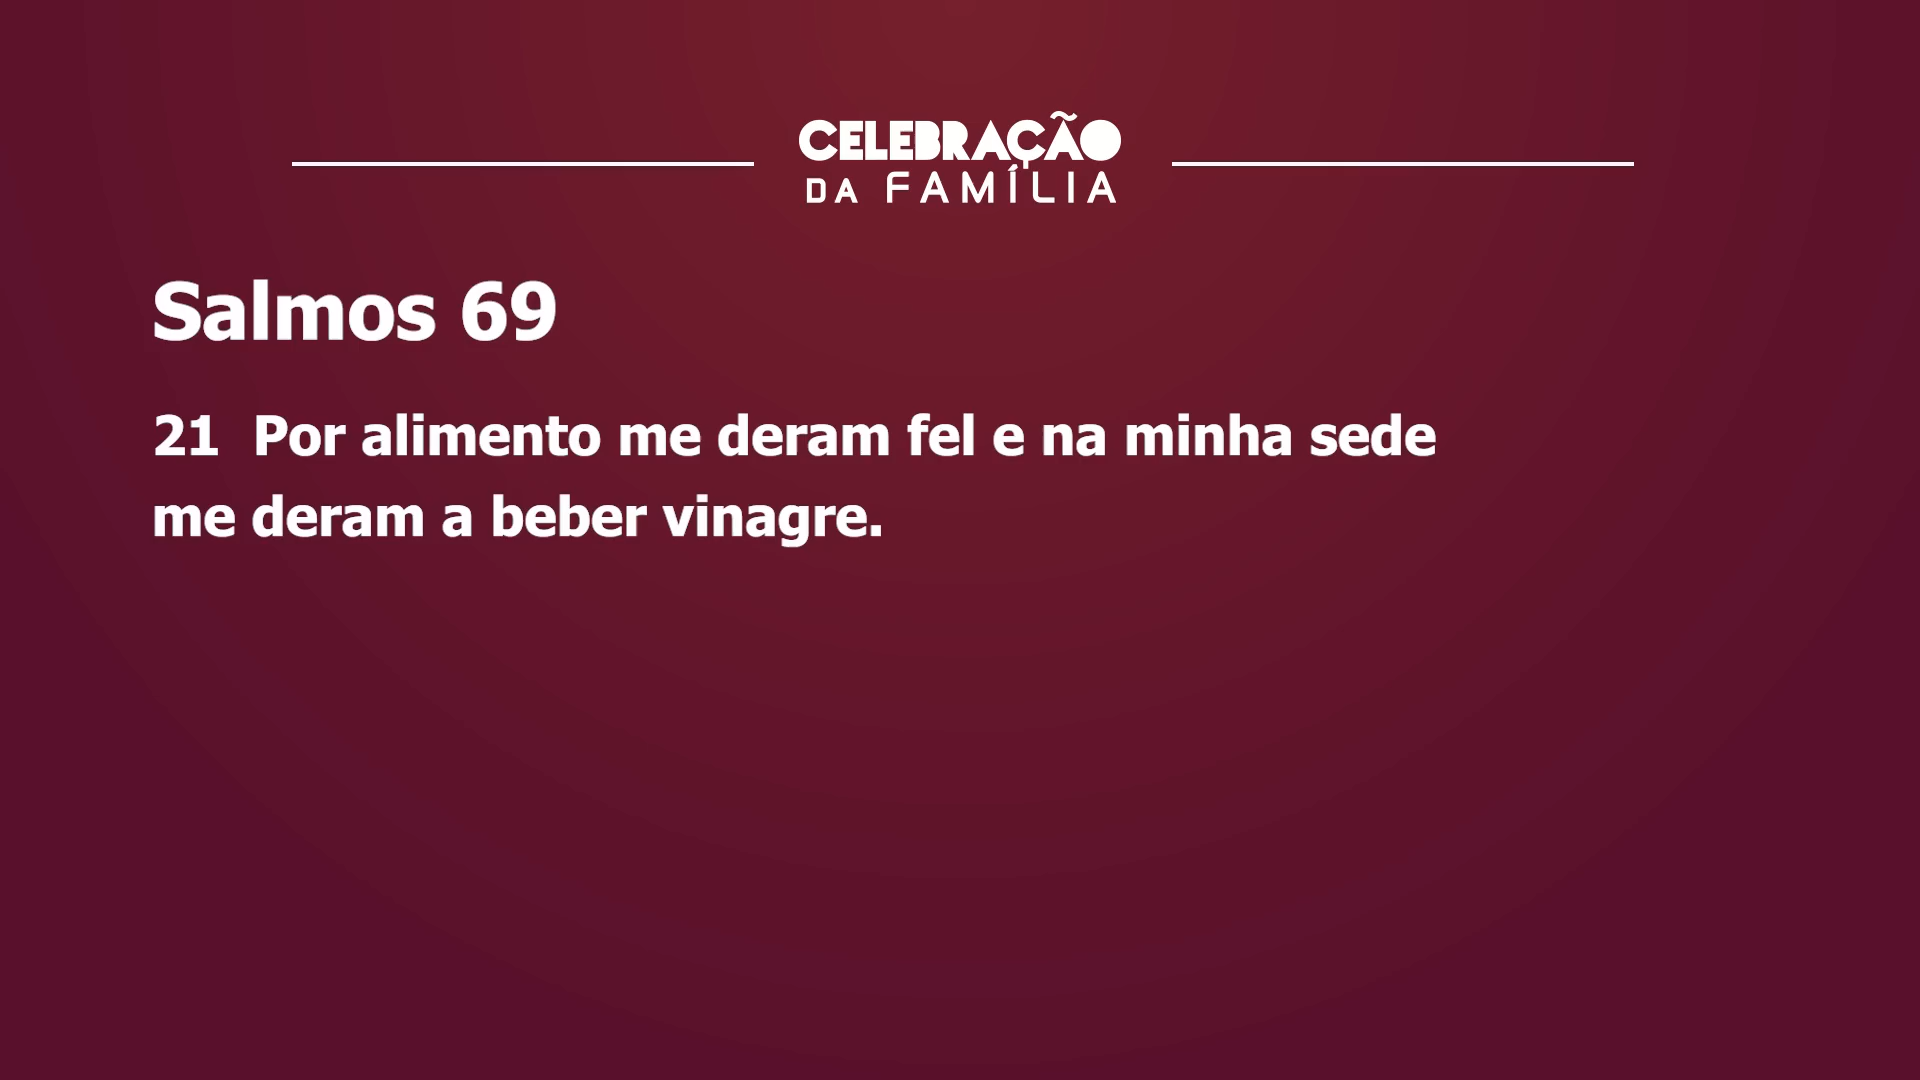 CELEBRAÇÃO
DA FAMÍLIA
Salmos 69
21 Por alimento me deram fel e na minha sede
me deram a beber vinagre.